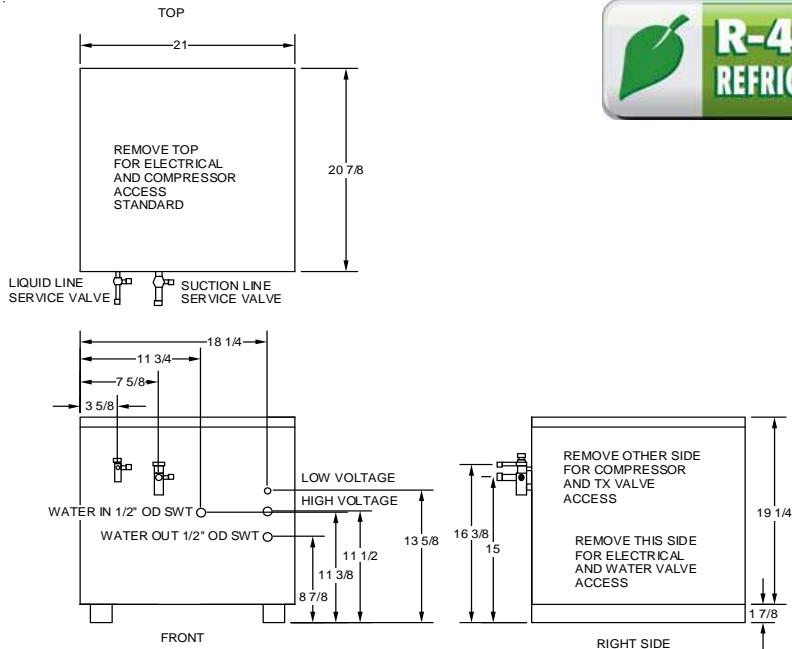 TOP
21
R-4
REFRIG
REMOVE TOP
FOR ELECTRICAL
AND COMPRESSOR
ACCESS
STANDARD
20 7/8
LIQUID LINE
SERVICE VALVE
SUCTION LINE
SERVICE VALVE
18 1/4
11 3/4
7 5/8
3 5/8
LOW VOLTAGE
HIGH VOLTAGE
WATER IN 1/2" OD SWT
WATER OUT 1/2" OD SWT
13 5/8
11 1/2
11 3/8
8 7/8
FRONT
REMOVE OTHER SIDE
FOR COMPRESSOR
AND TX VALVE
ACCESS
REMOVE THIS SIDE
FOR ELECTRICAL
AND WATER VALVE
ACCESS
16 3/8
15
19 1/4
1 7/8
RIGHT SIDE